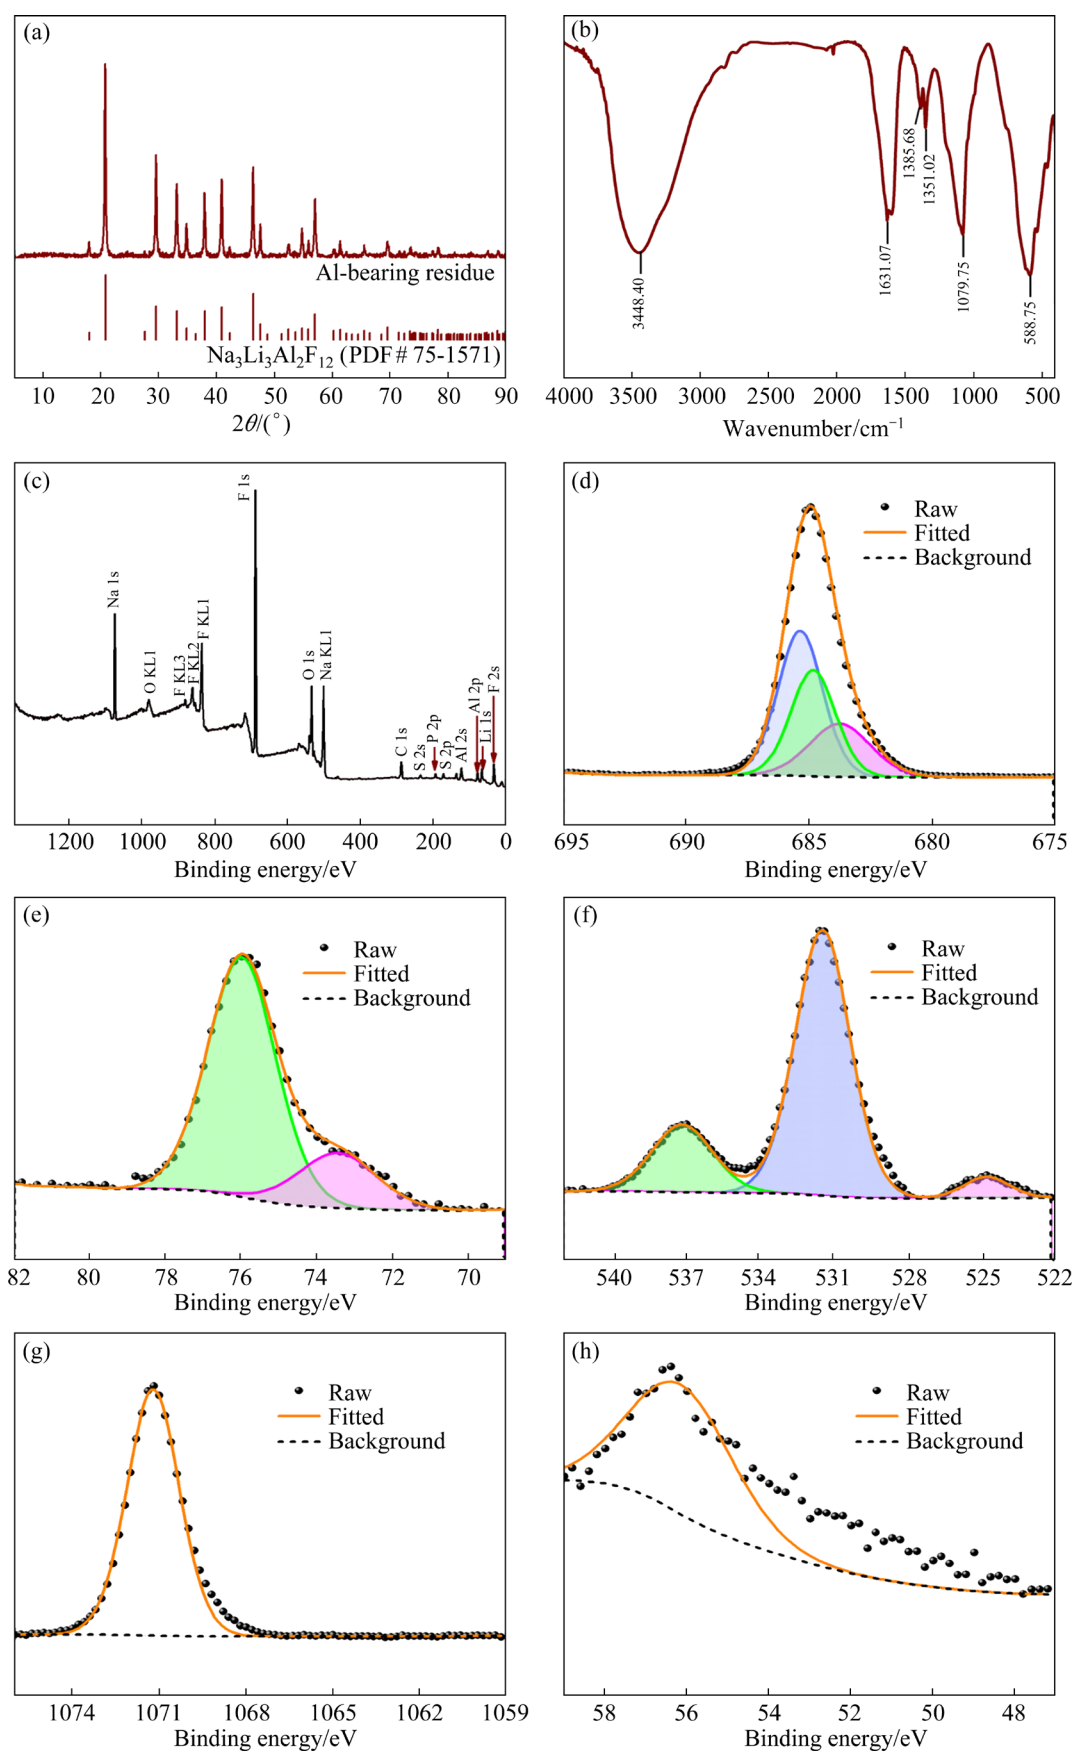 (a)
Al-bearing residue
Na₃Li₃Al₂F₁₂ (PDF# 75-1571)
10 20 30 40 50 60 70 80 90
2θ/(°)
(b)
3448.40
1631.07
1385.68
1351.02
1079.75
588.75
4000 3500 3000 2500 2000 1500 1000 500
Wavenumber/cm⁻¹
(c)
Na 1s
O KL1
F KL3
F KL2
F KL1
F 1s
O 1s
Na KL1
C 1s
S 2s
P 2p
S 2p
Al 2s
Al 2p
Li 1s
F 2s
1200 1000 800 600 400 200 0
Binding energy/eV
(d)
Raw
Fitted
Background
695 690 685 680 675
Binding energy/eV
(e)
Raw
Fitted
Background
82 80 78 76 74 72 70
Binding energy/eV
(f)
Raw
Fitted
Background
540 537 534 531 528 525 522
Binding energy/eV
(g)
Raw
Fitted
Background
1074 1071 1068 1065 1062 1059
Binding energy/eV
(h)
Raw
Fitted
Background
58 56 54 52 50 48
Binding energy/eV